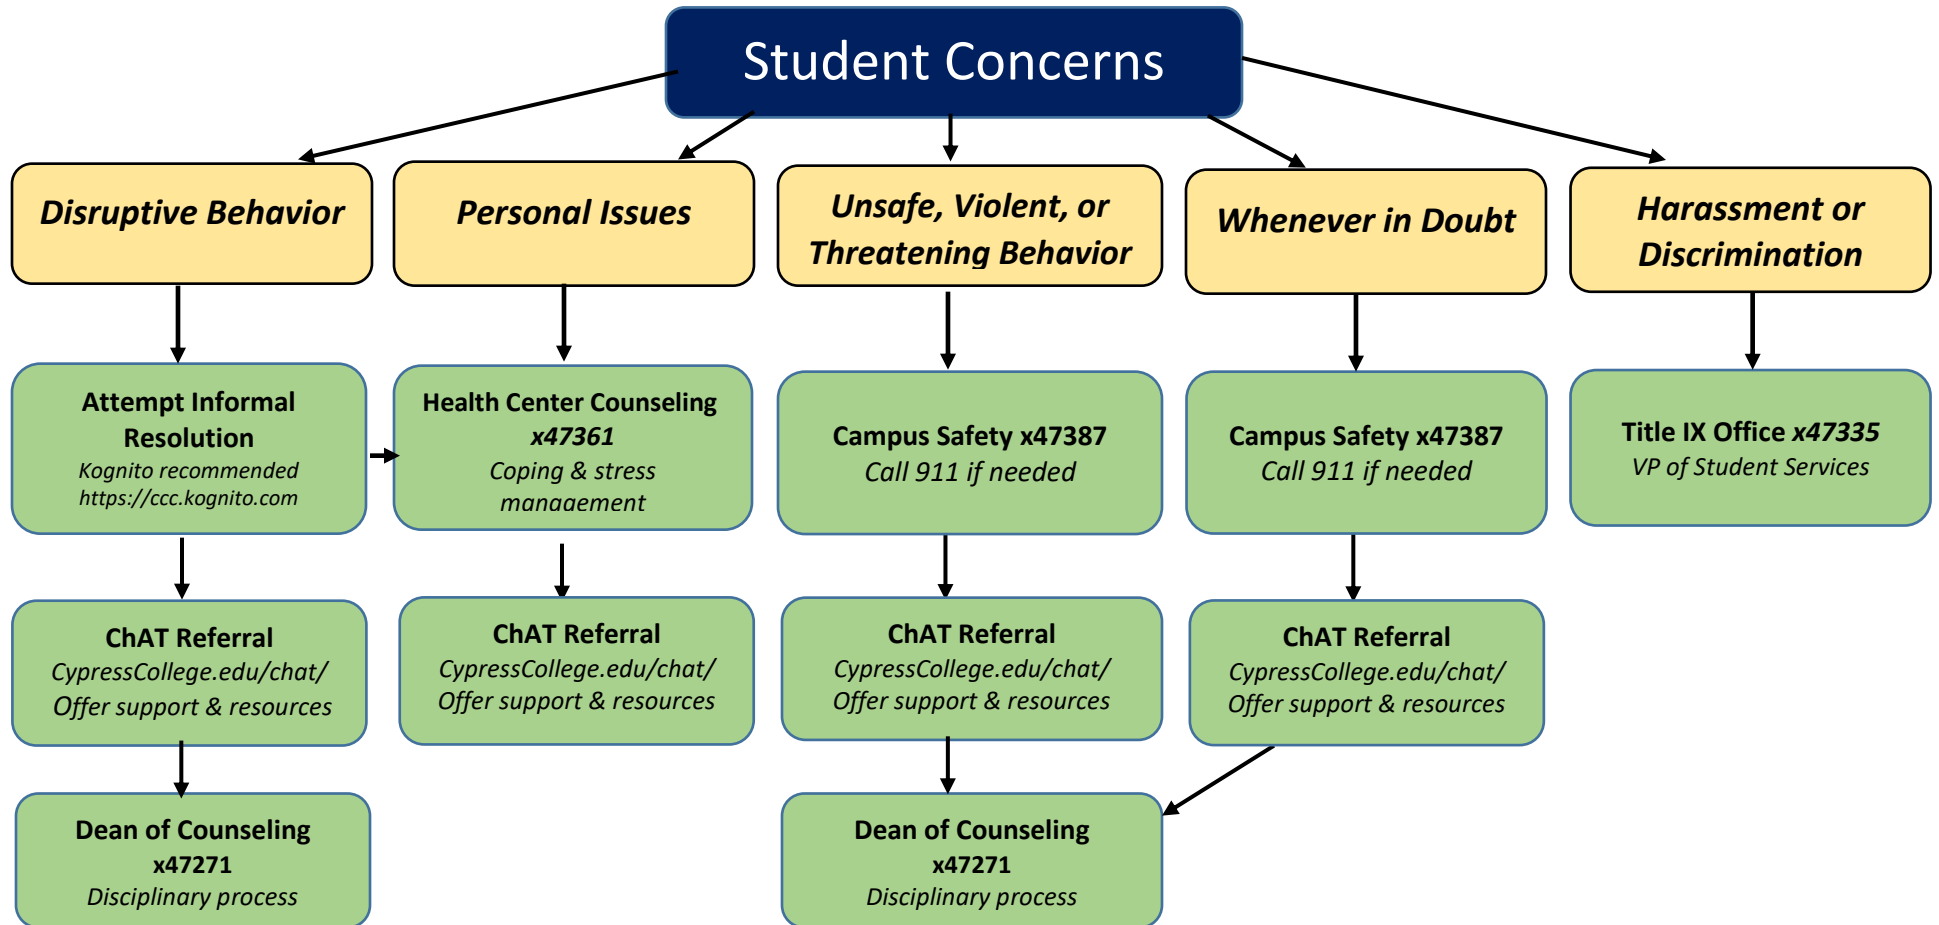 Student Concerns
Disruptive Behavior
Personal Issues
Unsafe, Violent, or
Threatening Behavior
Whenever in Doubt
Harassment or
Discrimination
Attempt Informal
Resolution
Kognito recommended
https://ccc.kognito.com
Health Center Counseling
x47361
Coping & stress
management
Campus Safety x47387
Call 911 if needed
Campus Safety x47387
Call 911 if needed
Title IX Office x47335
VP of Student Services
ChAT Referral
CypressCollege.edu/chat/
Offer support & resources
ChAT Referral
CypressCollege.edu/chat/
Offer support & resources
ChAT Referral
CypressCollege.edu/chat/
Offer support & resources
ChAT Referral
CypressCollege.edu/chat/
Offer support & resources
Dean of Counseling
x47271
Disciplinary process
Dean of Counseling
x47271
Disciplinary process